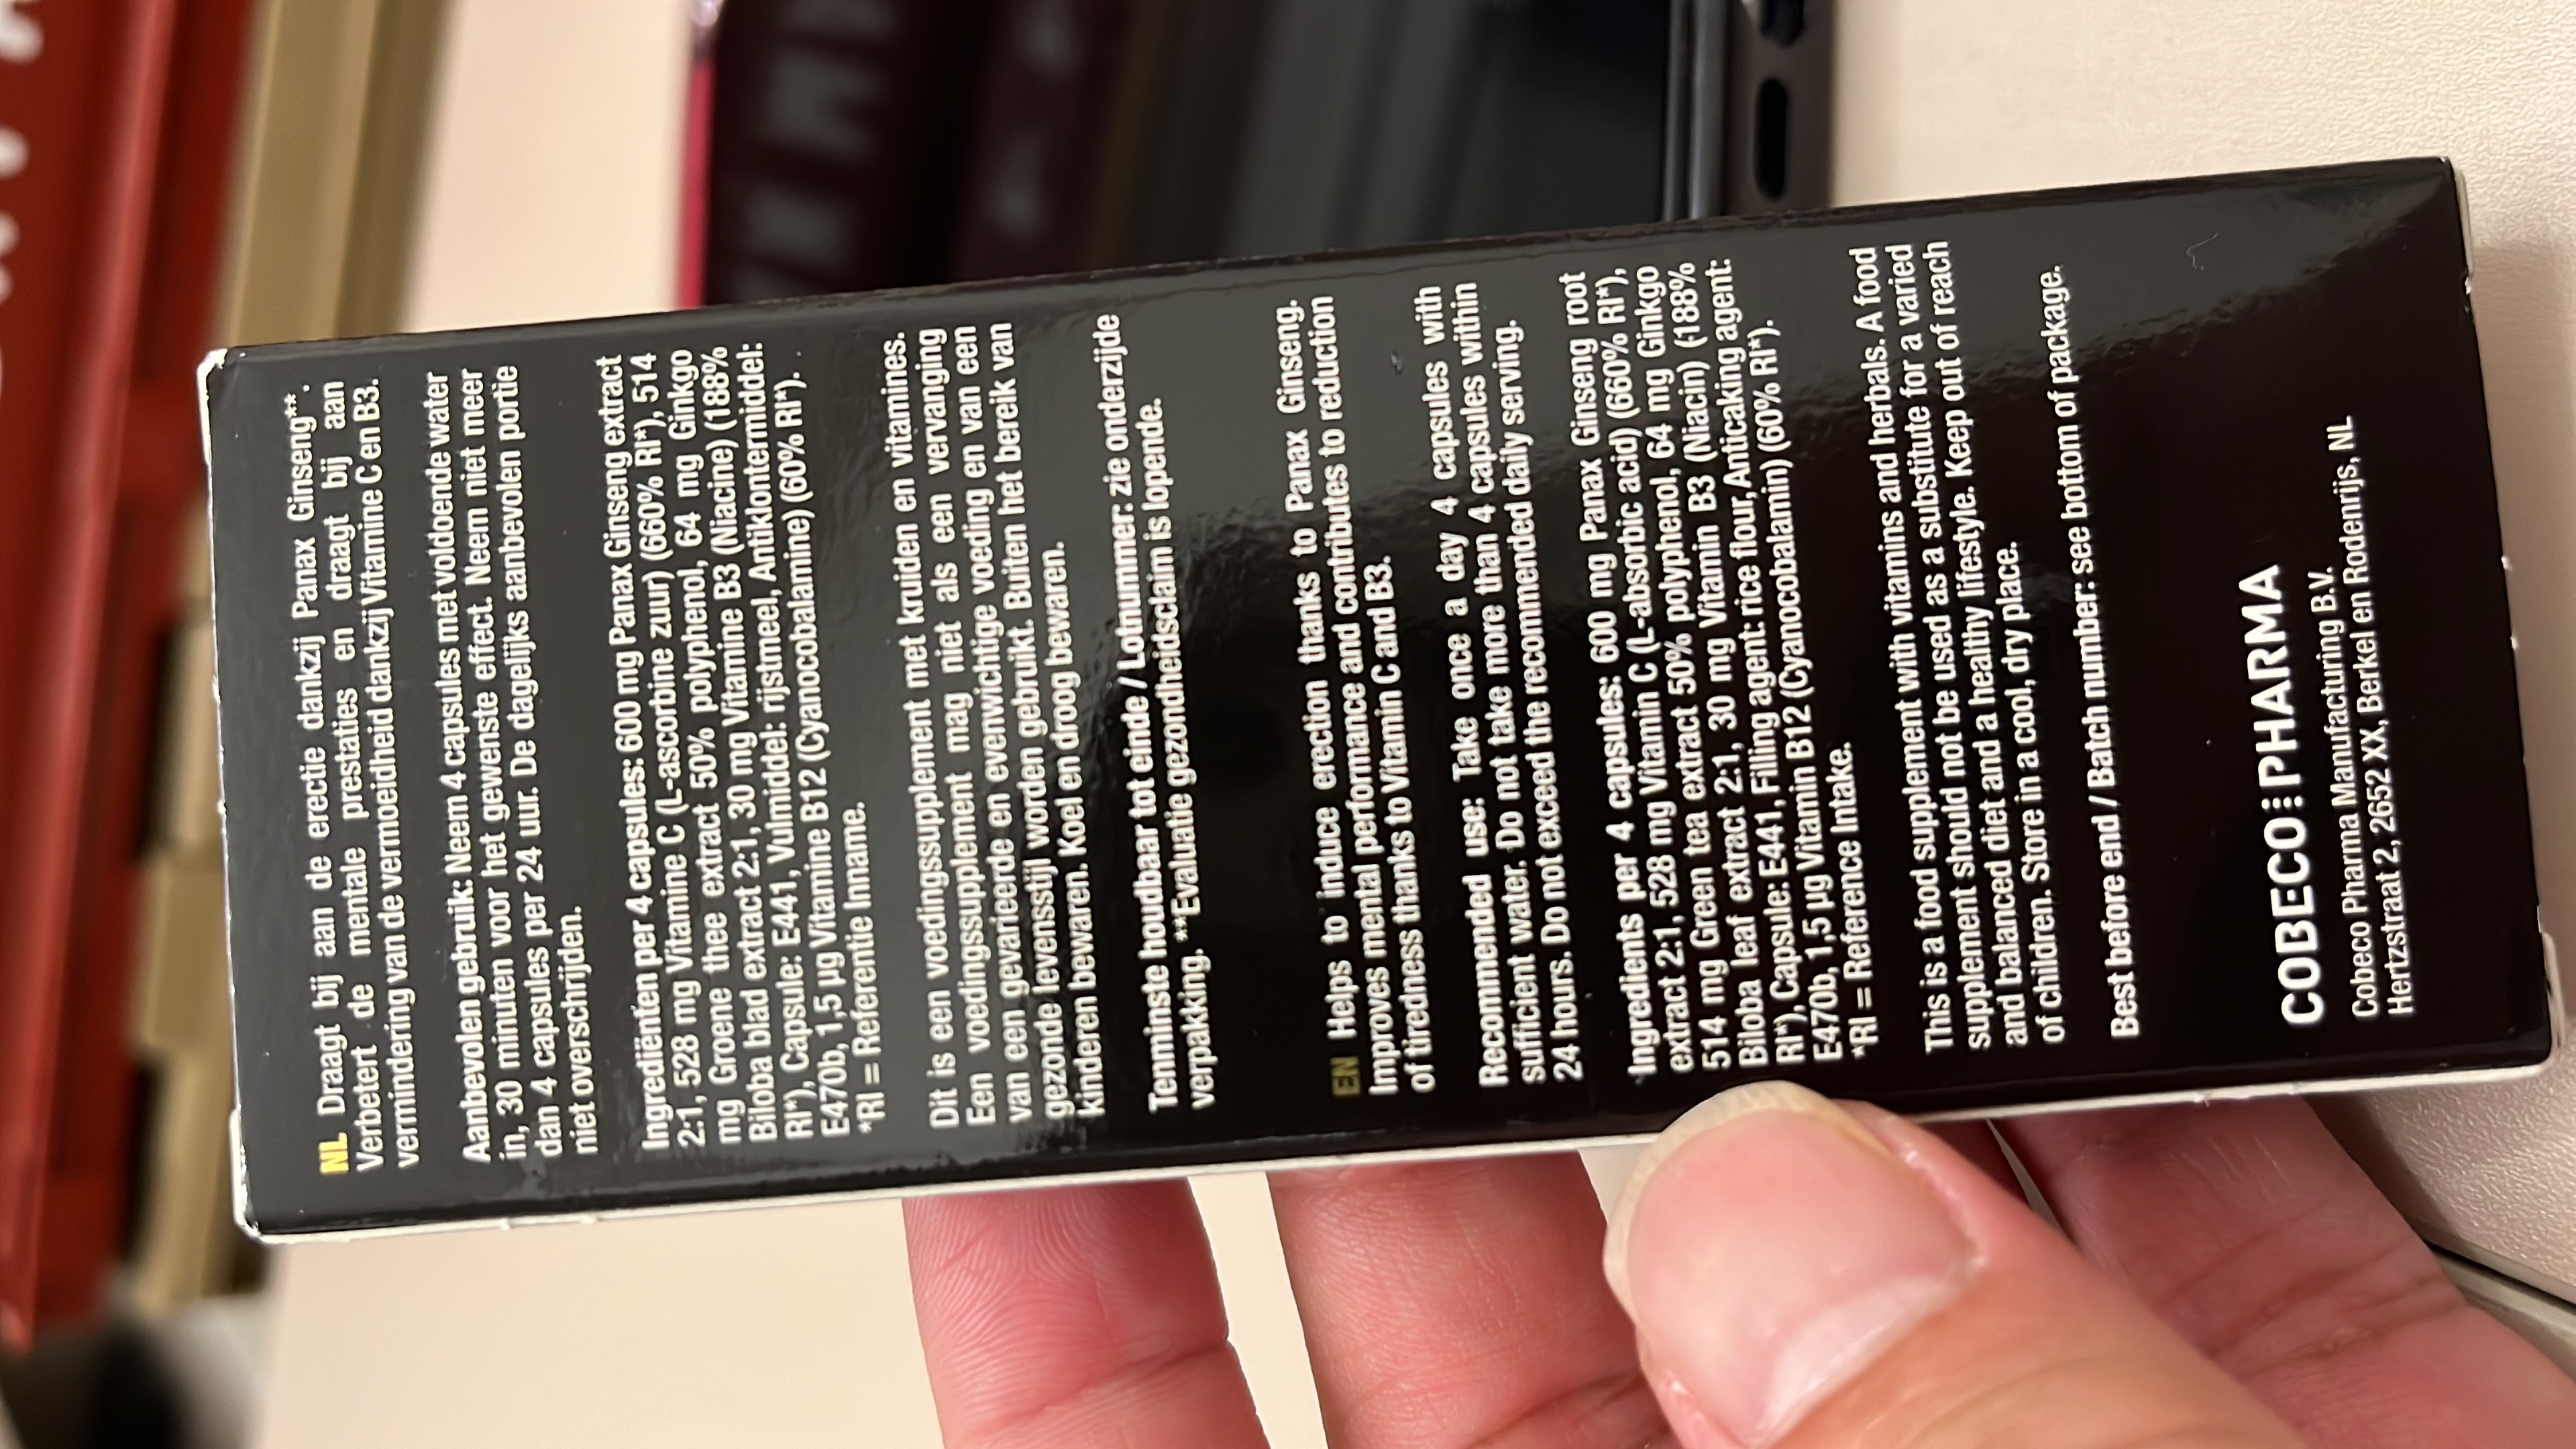 NL Draagt bij aan de erectie dankzij Panax Ginseng**.
Verbetert de mentale prestaties en draagt bij aan
vermindering van de vermoeidheid dankzij Vitamine C en B3.
Aanbevolen gebruik: Neem 4 capsules met voldoende water
in, 30 minuten voor het gewenste effect. Neem niet meer
dan 4 capsules per 24 uur. De dagelijks aanbevolen portie
niet overschrijden.
Ingrediënten per 4 capsules: 600 mg Panax Ginseng extract
2:1, 528 mg Vitamine C (L-ascorbine zuur) (660% RI*), 514
mg Groene thee extract 50% polyphenol, 64 mg Ginkgo
Biloba blad extract 2:1, 30 mg Vitamine B3 (Niacine) (188%
RI*), Capsule: E441, Vulmiddel: rijstmeel, Antiklontermiddel:
E470b, 1,5 µg Vitamine B12 (Cyanocobalamine) (60% RI*).
*RI = Referentie Inname.
Dit is een voedingssupplement met kruiden en vitamines.
Een voedingssupplement mag niet als een vervanging
van een gevarieerde en evenwichtige voeding en van een
gezonde levensstijl worden gebruikt. Buiten het bereik van
kinderen bewaren. Koel en droog bewaren.
Tenminste houdbaar tot einde / Lotnummer: zie onderzijde
verpakking. **Evaluatie gezondheidsclaim is lopende.
EN Helps to induce erection thanks to Panax Ginseng.
Improves mental performance and contributes to reduction
of tiredness thanks to Vitamin C and B3.
Recommended use: Take once a day 4 capsules with
sufficient water. Do not take more than 4 capsules within
24 hours. Do not exceed the recommended daily serving.
Ingredients per 4 capsules: 600 mg Panax Ginseng root
extract 2:1, 528 mg Vitamin C (L-absorbic acid) (660% RI*),
514 mg Green tea extract 50% polyphenol, 64 mg Ginkgo
Biloba leaf extract 2:1, 30 mg Vitamin B3 (Niacin) (188%
RI*), Capsule: E441, Filing agent: rice flour, Anticaking agent:
E470b, 1,5 µg Vitamin B12 (Cyanocobalamin) (60% RI*).
*RI = Reference Intake.
This is a food supplement with vitamins and herbals. A food
supplement should not be used as a substitute for a varied
and balanced diet and a healthy lifestyle. Keep out of reach
of children. Store in a cool, dry place.
Best before end / Batch number: see bottom of package.
COBECO PHARMA
Cobeco Pharma Manufacturing B.V.
Hertzstraat 2, 2652 XX, Berkel en Rodenrijs, NL